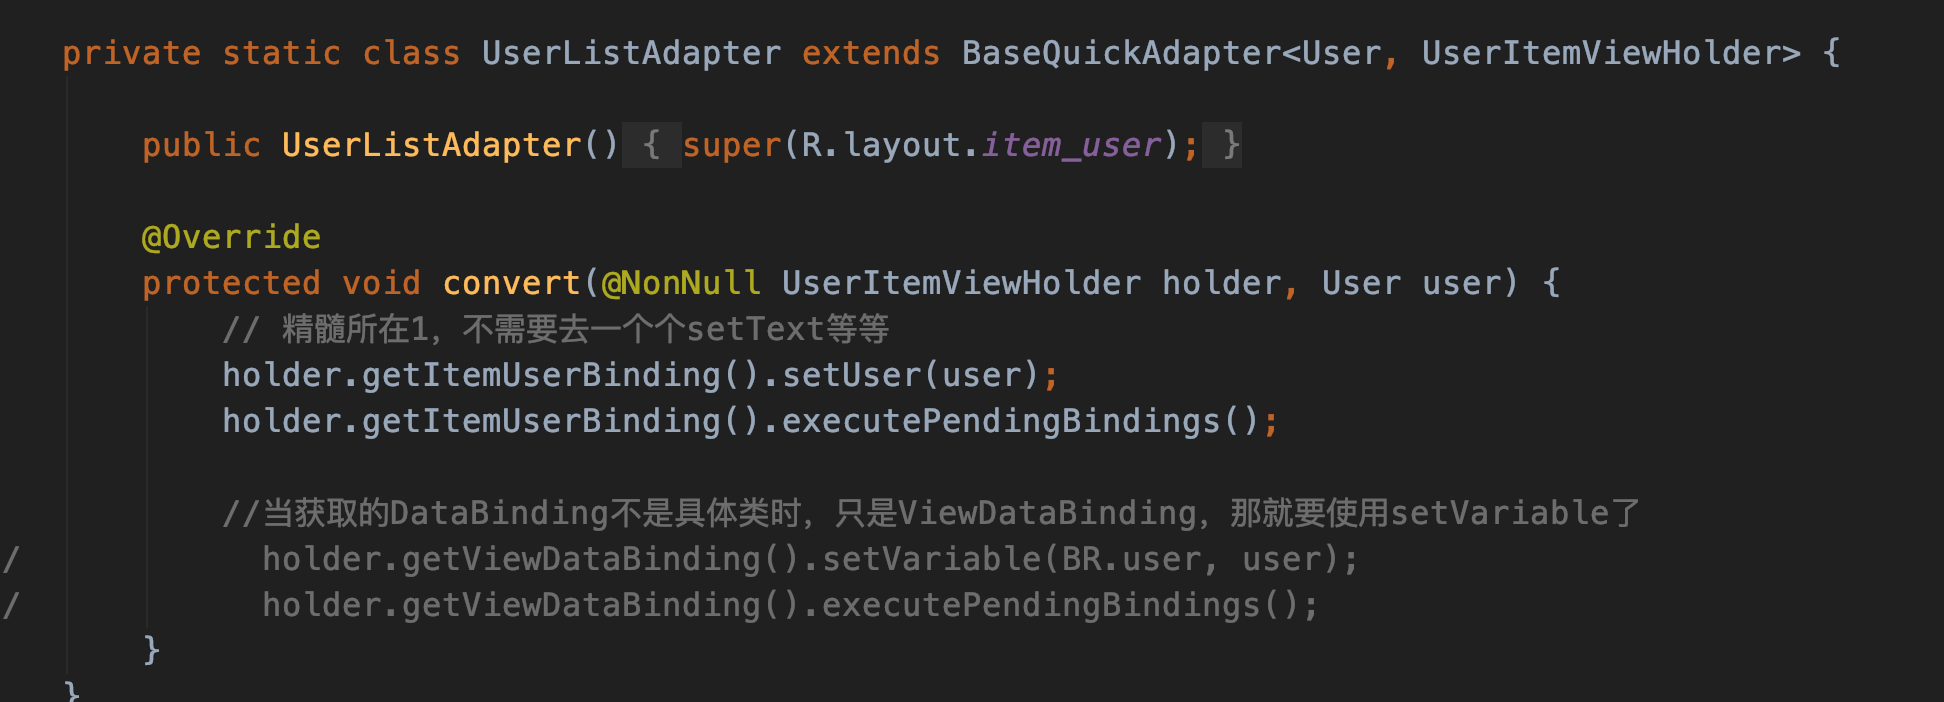 private static class UserListAdapter extends BaseQuickAdapter<User, UserItemViewHolder> {
public UserListAdapter() { super(R.layout.item_user); }
@Override
protected void convert(@NonNull UserItemViewHolder holder, User user) {
// 精髓所在1，不需要去一个个setText等等
holder.getItemUserBinding().setUser(user);
holder.getItemUserBinding().executePendingBindings();
//当获取的DataBinding不是具体类时，只是ViewDataBinding，那就要使用setVariable了
/ holder.getViewDataBinding().setVariable(BR.user, user);
/ holder.getViewDataBinding().executePendingBindings();
}
}